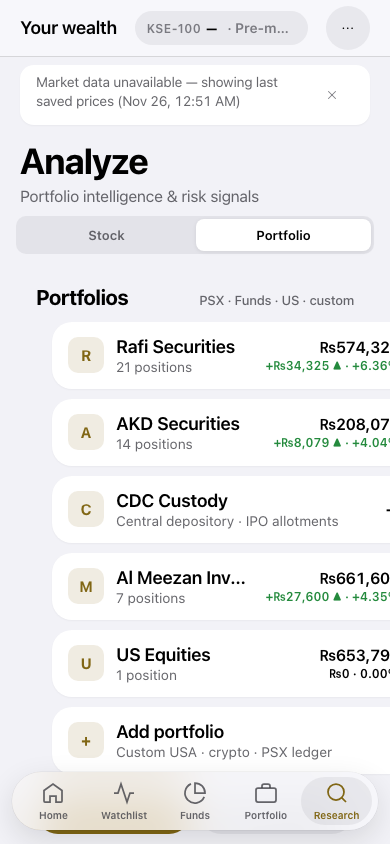 Your wealth
KSE-100 — · Pre-m...
...
Market data unavailable — showing last
saved prices (Nov 26, 12:51 AM)
×
Analyze
Portfolio intelligence & risk signals
Stock
Portfolio
Portfolios
PSX · Funds · US · custom
R
Rafi Securities
₨574,32
21 positions
+₨34,325 ▲ · +6.36
A
AKD Securities
₨208,07
14 positions
+₨8,079 ▲ · +4.04
C
CDC Custody
Central depository · IPO allotments
M
Al Meezan Inv...
₨661,60
7 positions
+₨27,600 ▲ · +4.35
U
US Equities
₨653,79
1 position
₨0 · 0.00
+
Add portfolio
Custom USA · crypto · PSX ledger
Home
Watchlist
Funds
Portfolio
Research